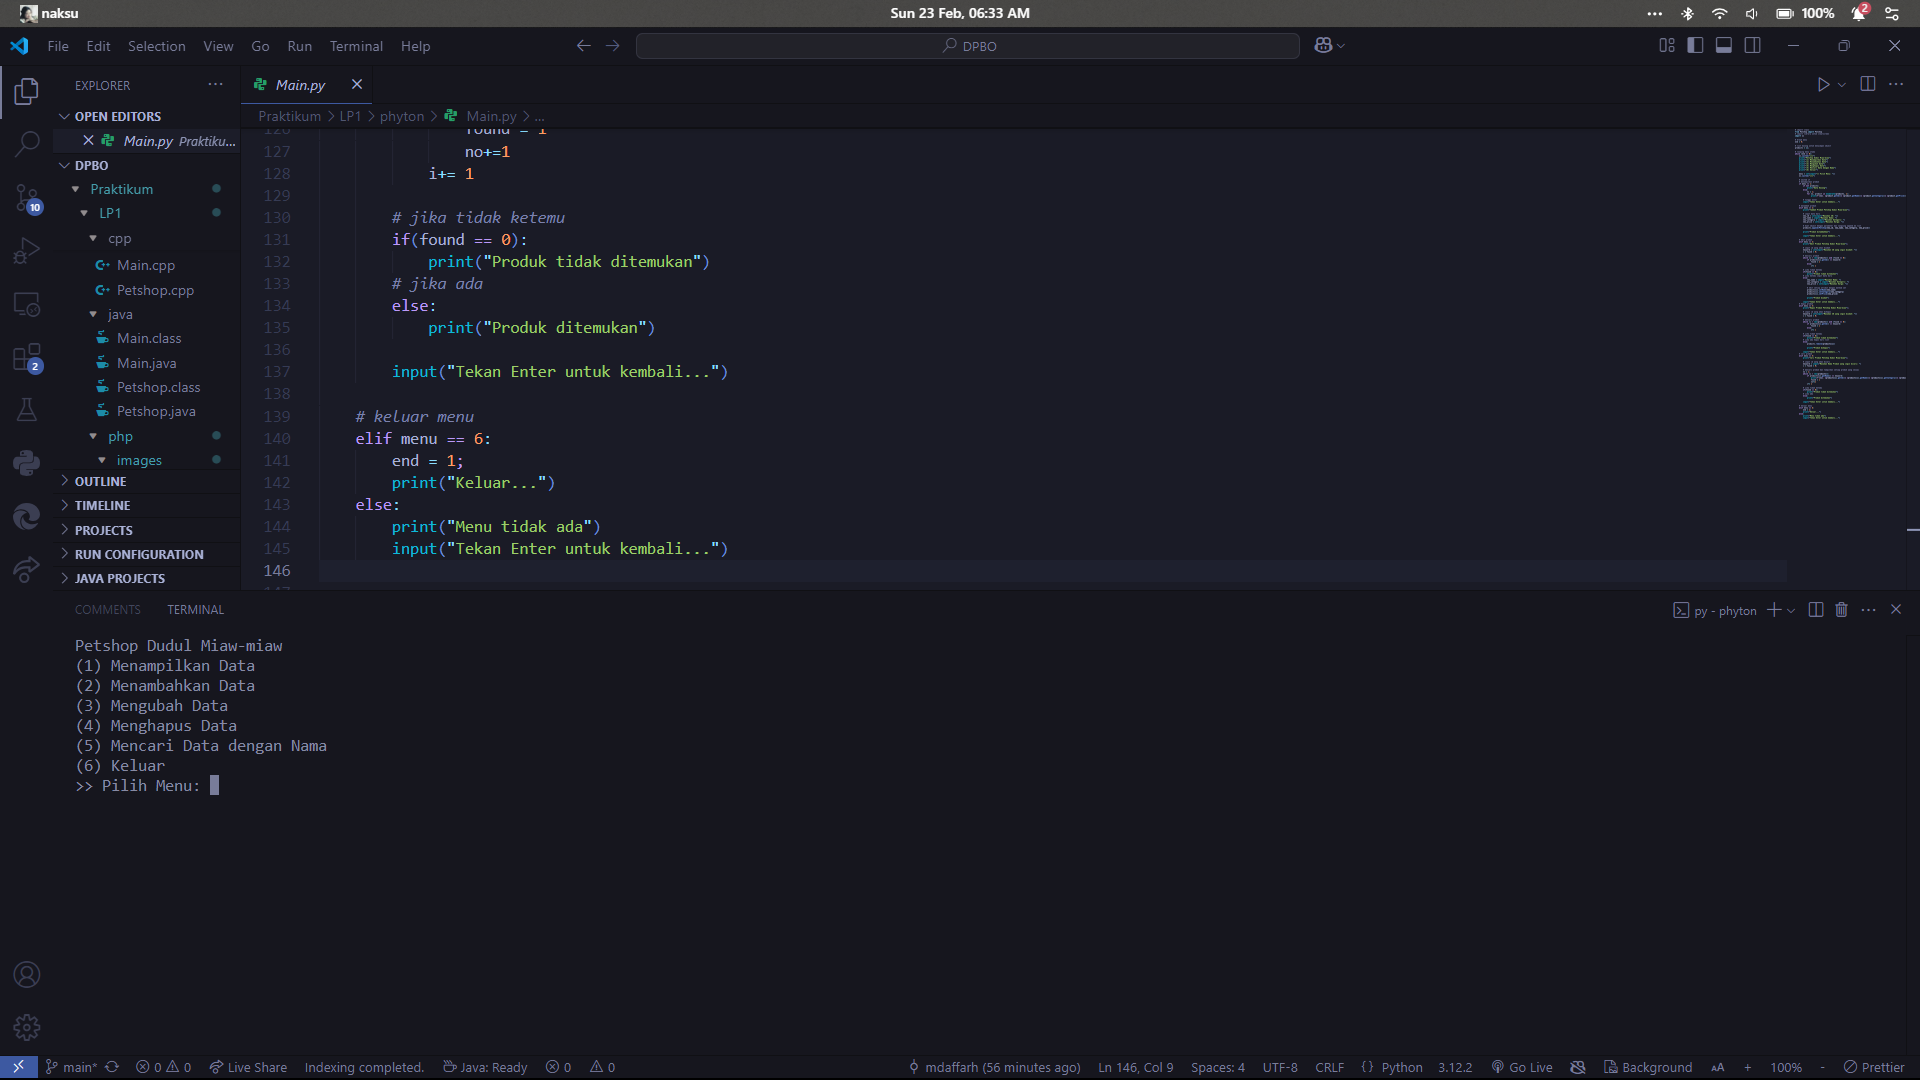 naksu
Sun 23 Feb, 06:33 AM
100%
2
File Edit Selection View Go Run Terminal Help
DPBO
EXPLORER
Main.py
OPEN EDITORS
Main.py Praktiku...
DPBO
Praktikum
LP1
cpp
Main.cpp
Petshop.cpp
java
Main.class
Main.java
Petshop.class
Petshop.java
php
images
OUTLINE
TIMELINE
PROJECTS
RUN CONFIGURATION
JAVA PROJECTS
10
2
Praktikum > LP1 > phyton > Main.py > ...
126 found = 1
127 no+=1
128 i+= 1
129
130 # jika tidak ketemu
131 if(found == 0):
132 print("Produk tidak ditemukan")
133 # jika ada
134 else:
135 print("Produk ditemukan")
136
137 input("Tekan Enter untuk kembali...")
138
139 # keluar menu
140 elif menu == 6:
141 end = 1;
142 print("Keluar...")
143 else:
144 print("Menu tidak ada")
145 input("Tekan Enter untuk kembali...")
146
COMMENTS TERMINAL
py - phyton
Petshop Dudul Miaw-miaw
(1) Menampilkan Data
(2) Menambahkan Data
(3) Mengubah Data
(4) Menghapus Data
(5) Mencari Data dengan Nama
(6) Keluar
>> Pilih Menu:
main* 0 0 Live Share Indexing completed. Java: Ready 0 0 mdaffarh (56 minutes ago) Ln 146, Col 9 Spaces: 4 UTF-8 CRLF {} Python 3.12.2 Go Live Background AA + 100% - Prettier